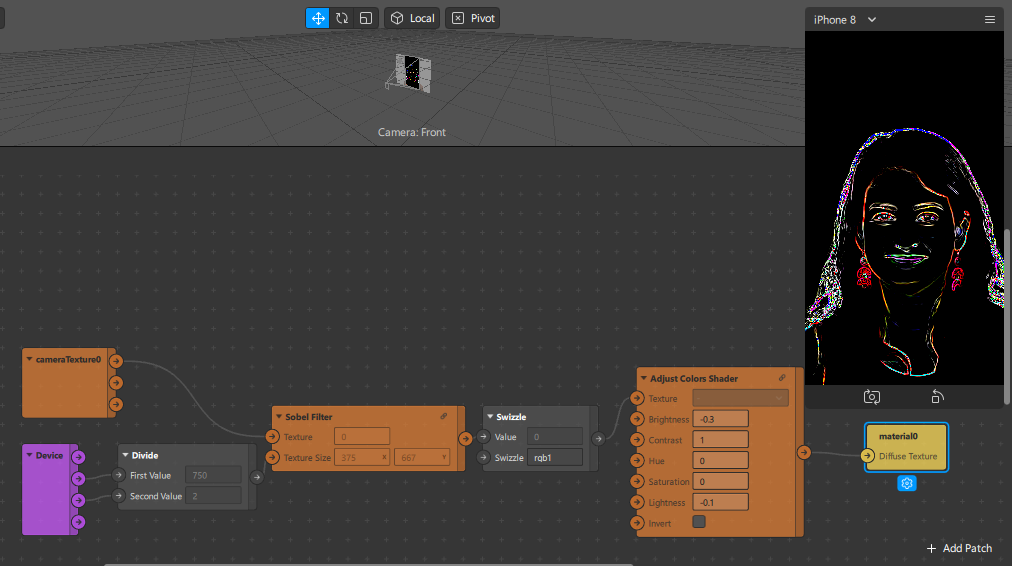 Local
Pivot
iPhone 8
Camera: Front
cameraTexture0
Device
Divide
First Value 750
Second Value 2
Sobel Filter
Texture 0
Texture Size 375 X 667 Y
Swizzle
Value 0
Swizzle rgb1
Adjust Colors Shader
Texture
Brightness -0.3
Contrast 1
Hue 0
Saturation 0
Lightness -0.1
Invert
material0
Diffuse Texture
+ Add Patch